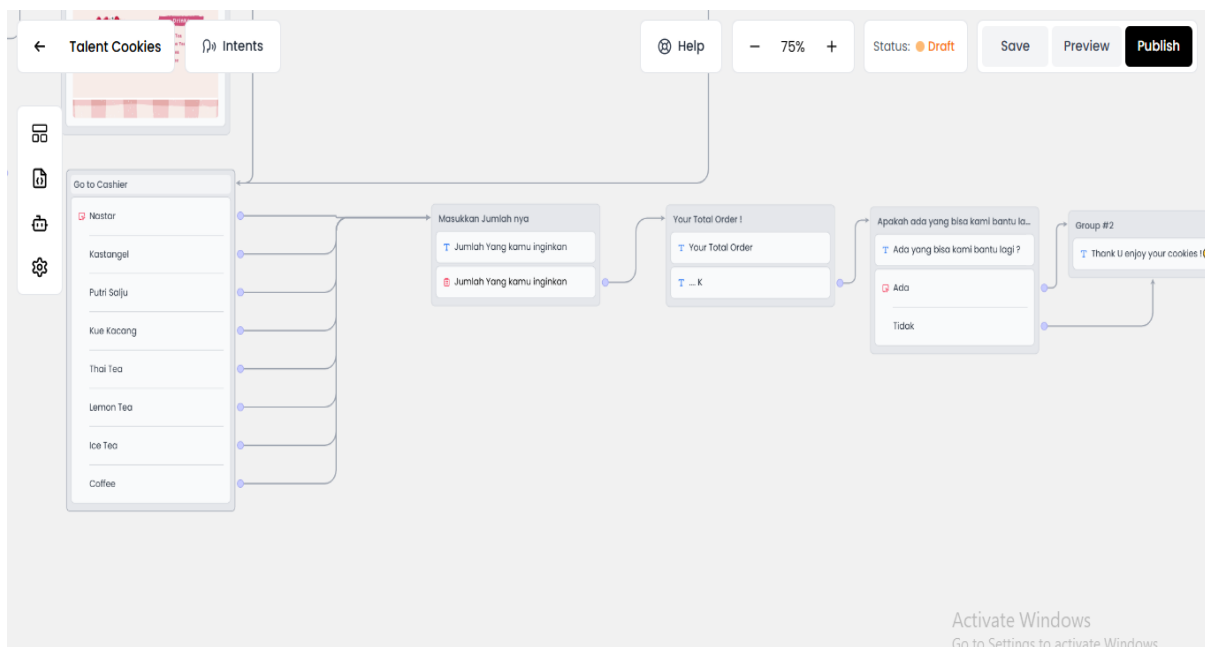 Talent Cookies
Intents
Help
− 75% +
Status: Draft
Save
Preview
Publish
Go to Cashier
Nastar
Kastangel
Putri Salju
Kue Kacang
Thai Tea
Lemon Tea
Ice Tea
Coffee
Masukkan Jumlah nya
Jumlah Yang kamu inginkan
Jumlah Yang kamu inginkan
Your Total Order !
Your Total Order
... K
Apakah ada yang bisa kami bantu la...
Ada yang bisa kami bantu lagi ?
Ada
Tidak
Group #2
Thank U enjoy your cookies !
Activate Windows
Go to Settings to activate Windows.